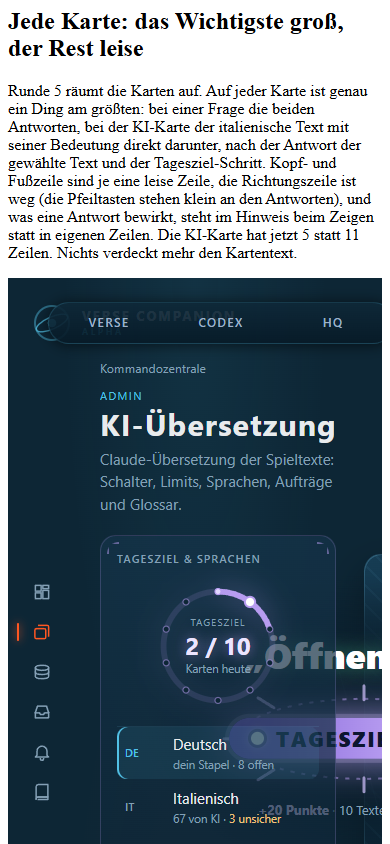 Jede Karte: das Wichtigste groß,
der Rest leise
Runde 5 räumt die Karten auf. Auf jeder Karte ist genau
ein Ding am größten: bei einer Frage die beiden
Antworten, bei der KI-Karte der italienische Text mit
seiner Bedeutung direkt darunter, nach der Antwort der
gewählte Text und der Tagesziel-Schritt. Kopf- und
Fußzeile sind je eine leise Zeile, die Richtungszeile ist
weg (die Pfeiltasten stehen klein an den Antworten), und
was eine Antwort bewirkt, steht im Hinweis beim Zeigen
statt in eigenen Zeilen. Die KI-Karte hat jetzt 5 statt 11
Zeilen. Nichts verdeckt mehr den Kartentext.
VERSE COMPANION
ALPHA
VERSE CODEX HQ
Kommandozentrale
ADMIN
KI-Übersetzung
Claude-Übersetzung der Spieltexte:
Schalter, Limits, Sprachen, Aufträge
und Glossar.
TAGESZIEL & SPRACHEN
TAGESZIEL
2 / 10
Karten heute
„Öffnen
DE Deutsch
dein Stapel · 8 offen
TAGESZIE
IT Italienisch
67 von KI · 3 unsicher
+20 Punkte · 10 Texte